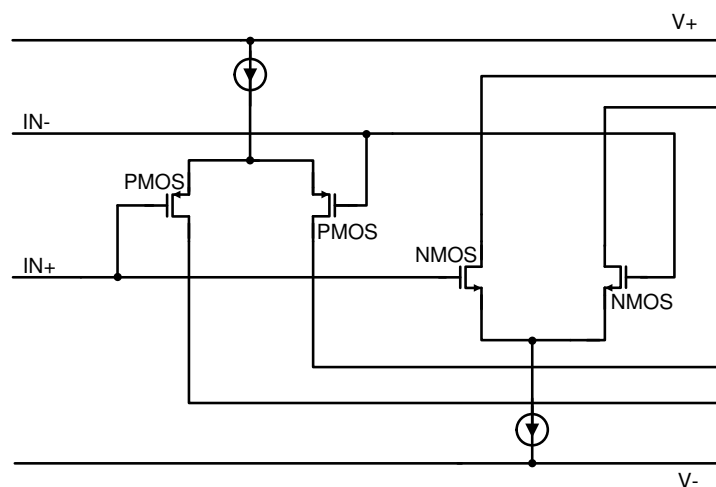 V+
IN-
PMOS
PMOS
NMOS
IN+
NMOS
V-